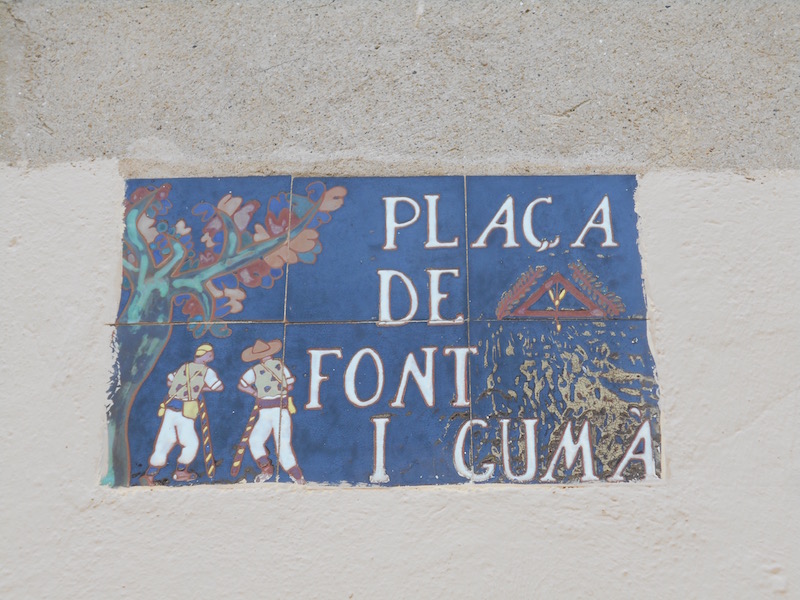 PLAÇA
DE
FONT
I GUMÀ